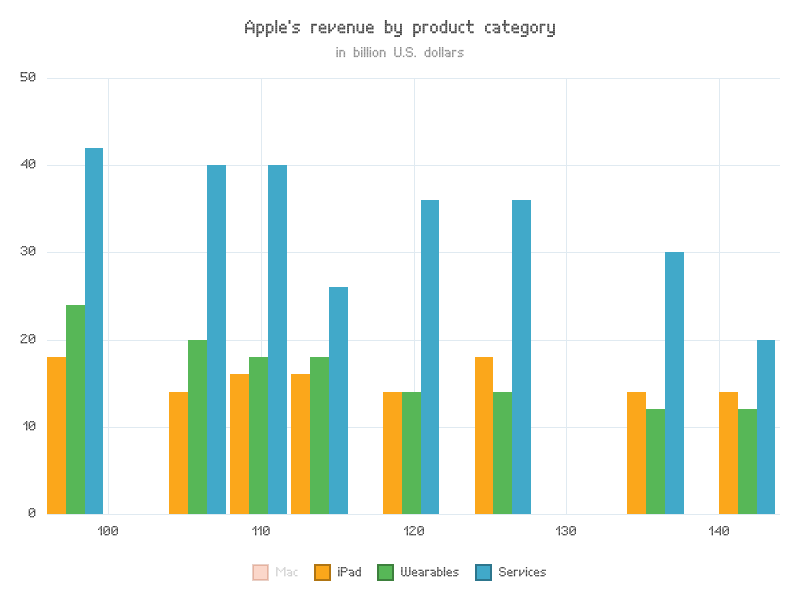 Apple's revenue by product category
in billion U.S. dollars
50
40
30
20
10
0
100 110 120 130 140
Mac iPad Wearables Services